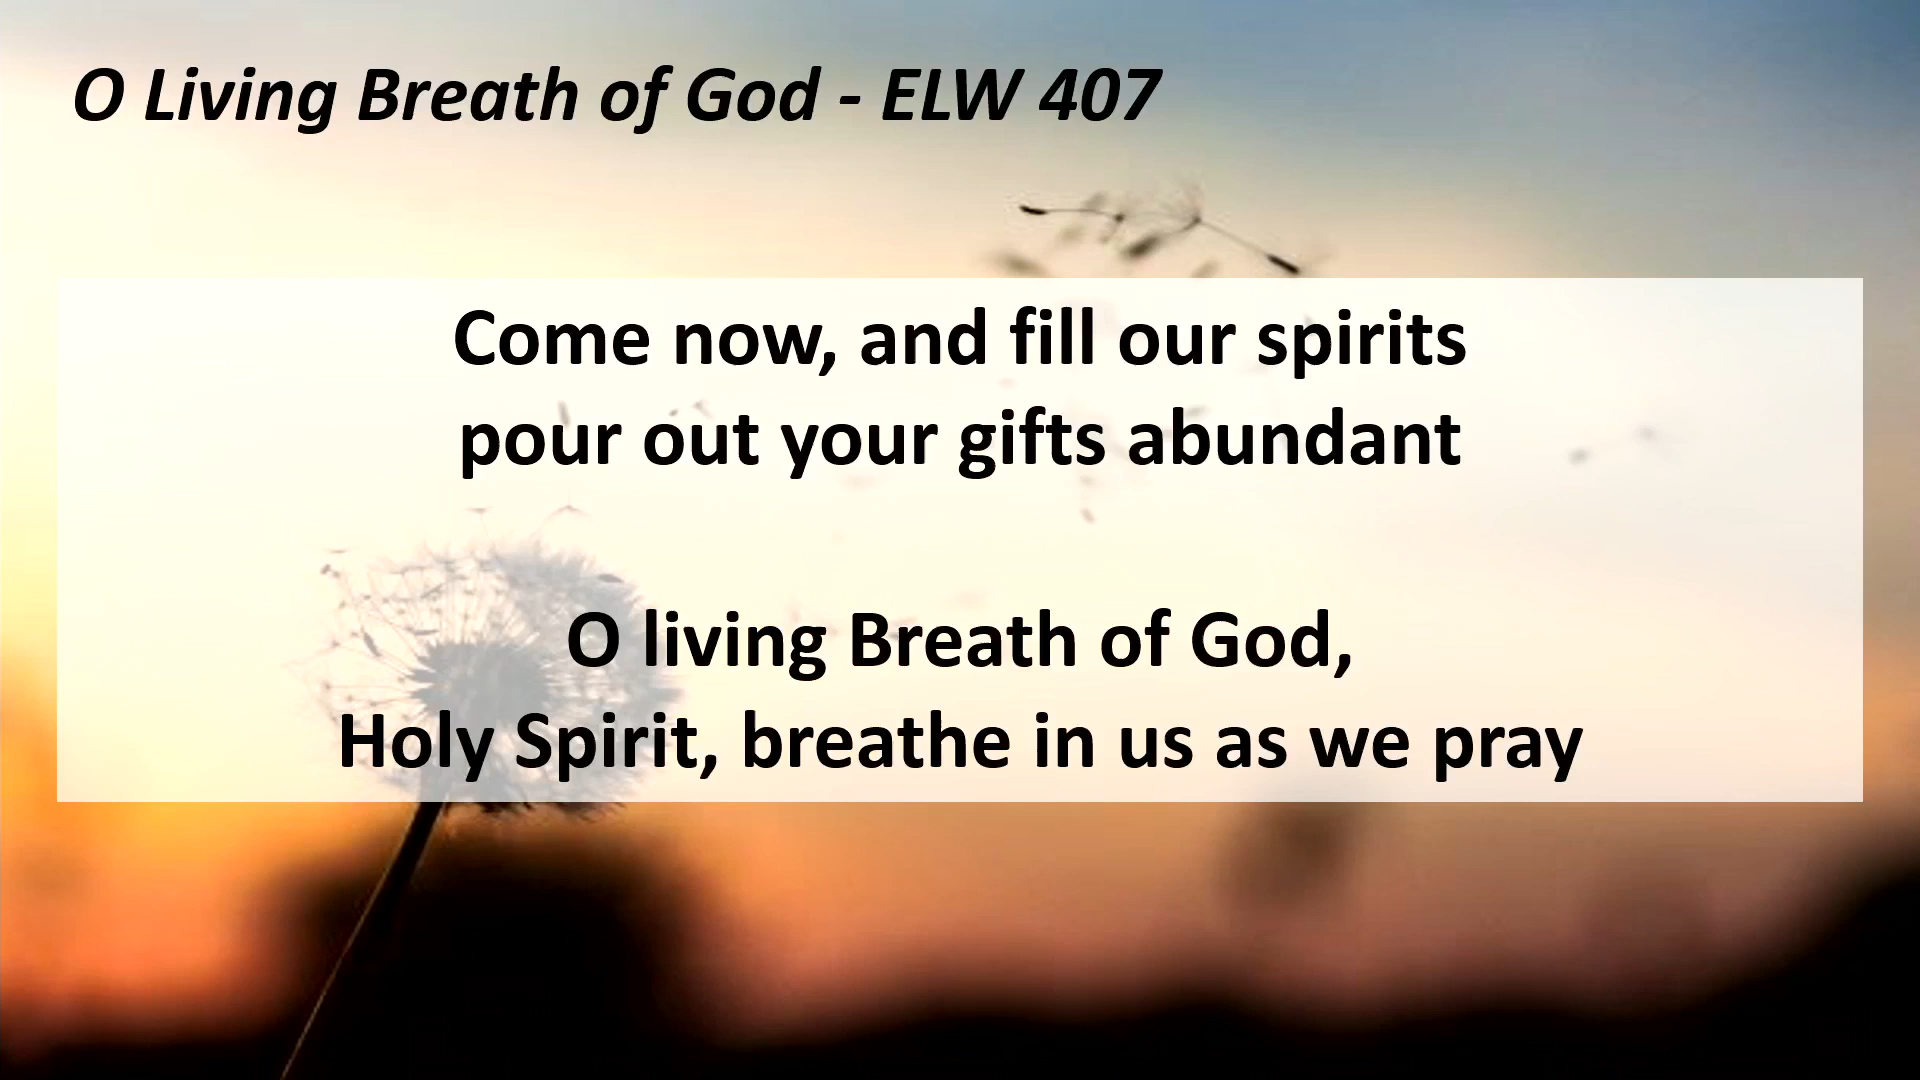 O Living Breath of God - ELW 407
Come now, and fill our spirits
pour out your gifts abundant
O living Breath of God,
Holy Spirit, breathe in us as we pray